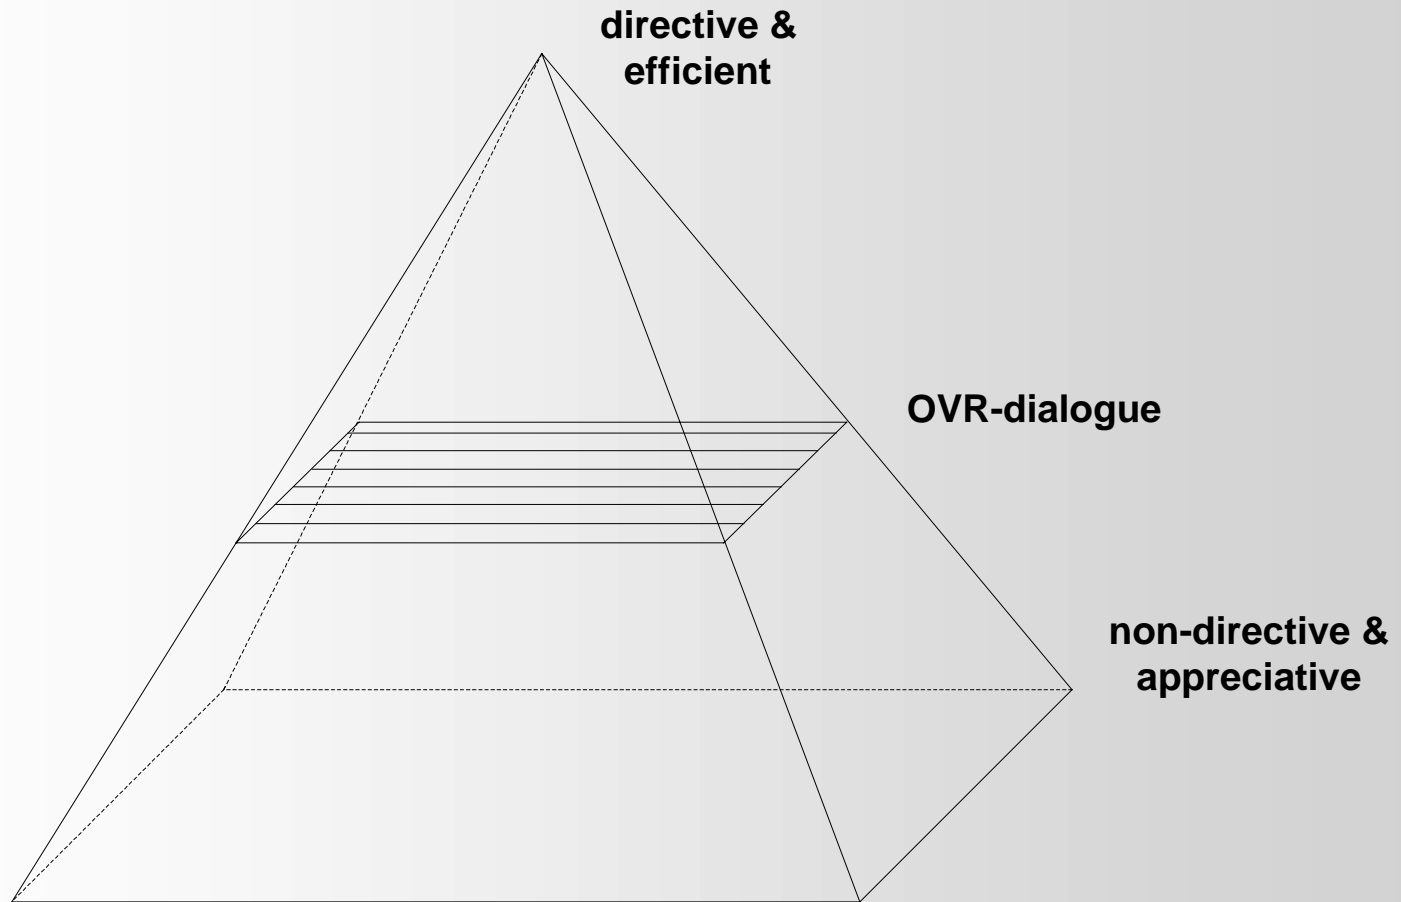 directive &
efficient
OVR-dialogue
non-directive &
appreciative